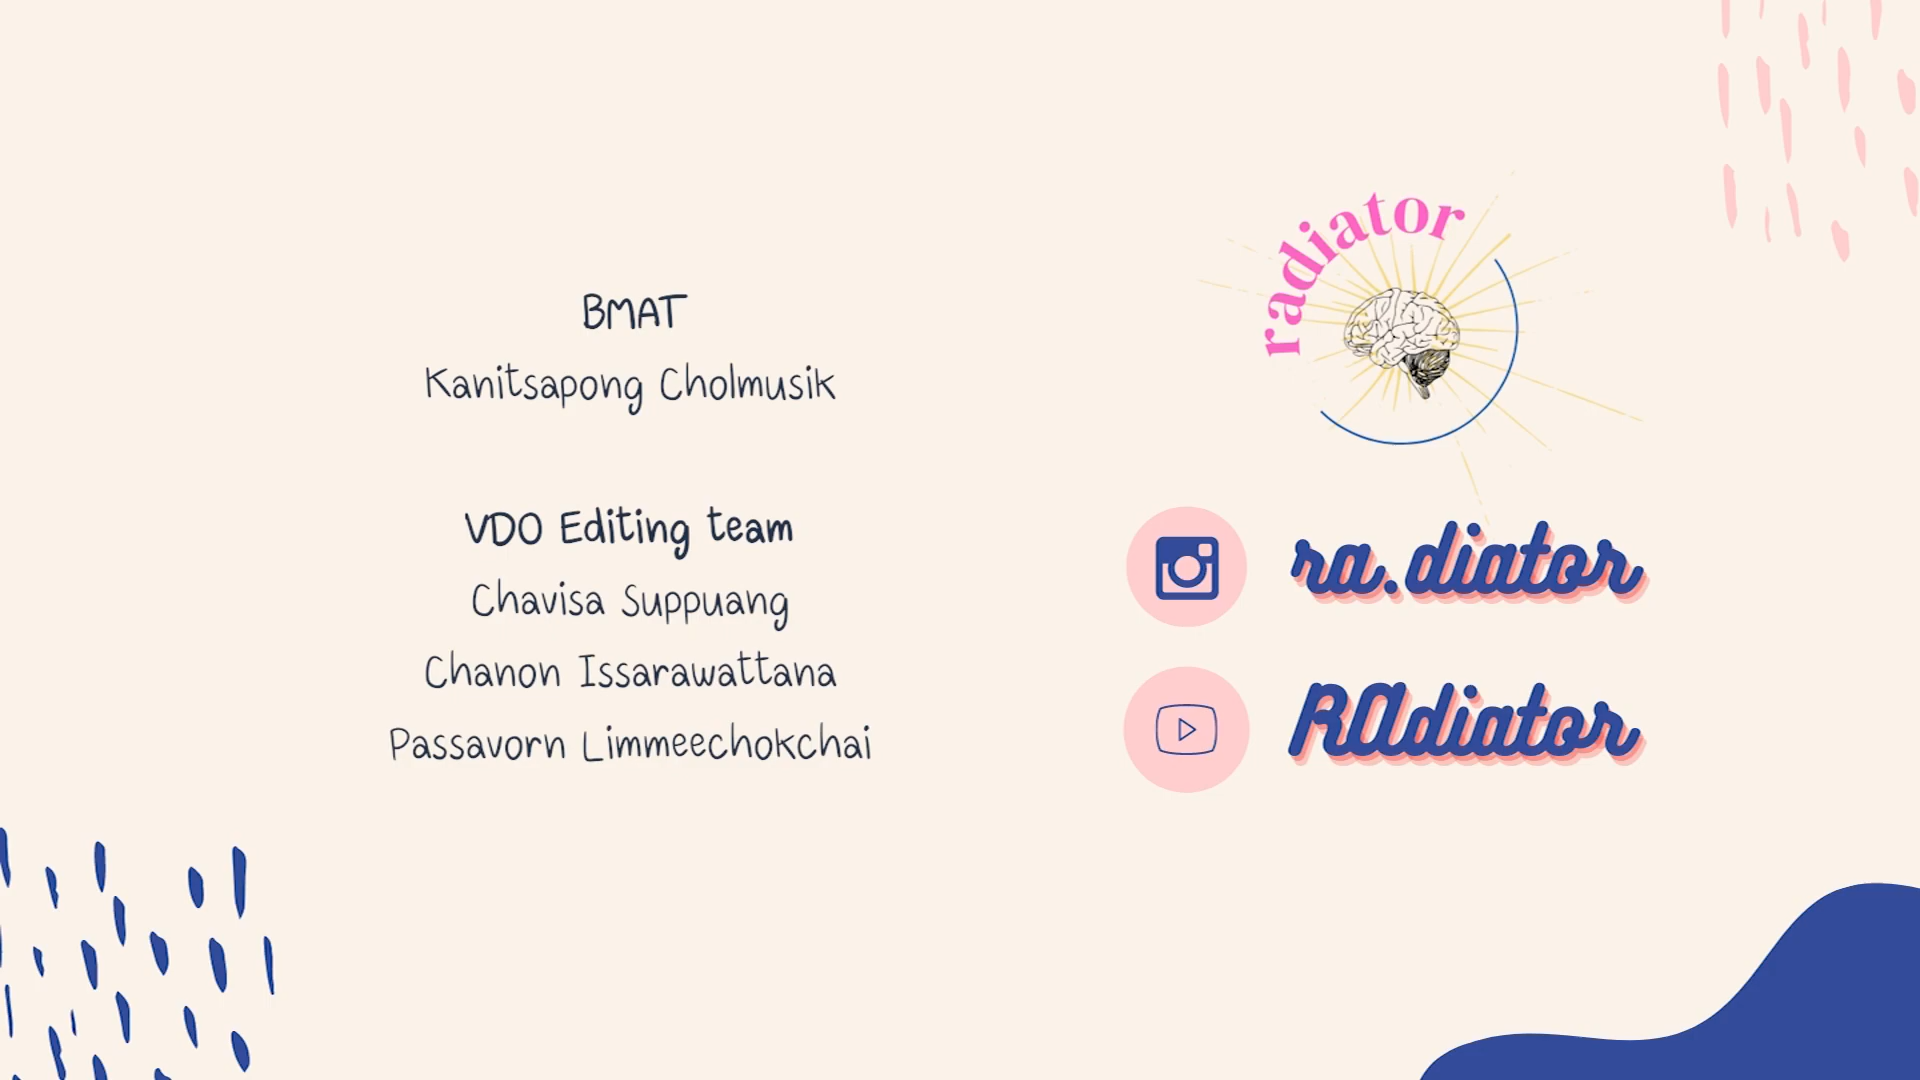 BMAT
Kanitsapong Cholmusik
VDO Editing team
Chavisa Suppuang
Chanon Issarawattana
Passavorn Limmeechokchai
radiator
ra.diator
RAdiator